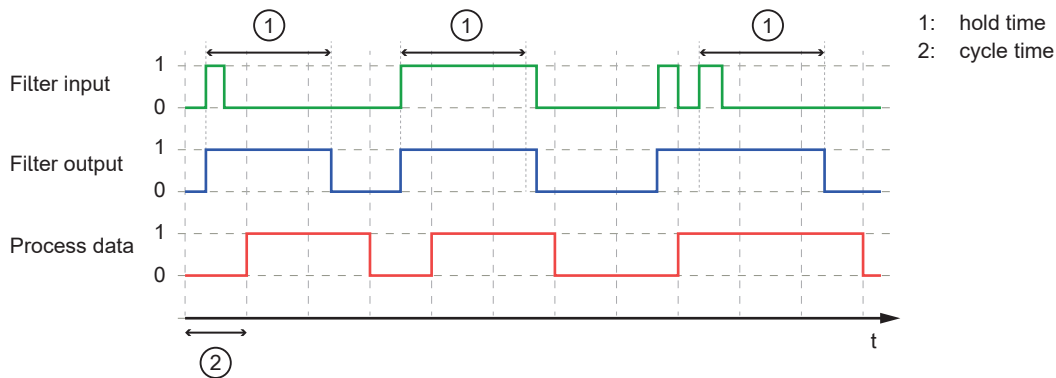 1 1 1
1: hold time
2: cycle time
Filter input 1
0
Filter output 1
0
Process data 1
0
t
2